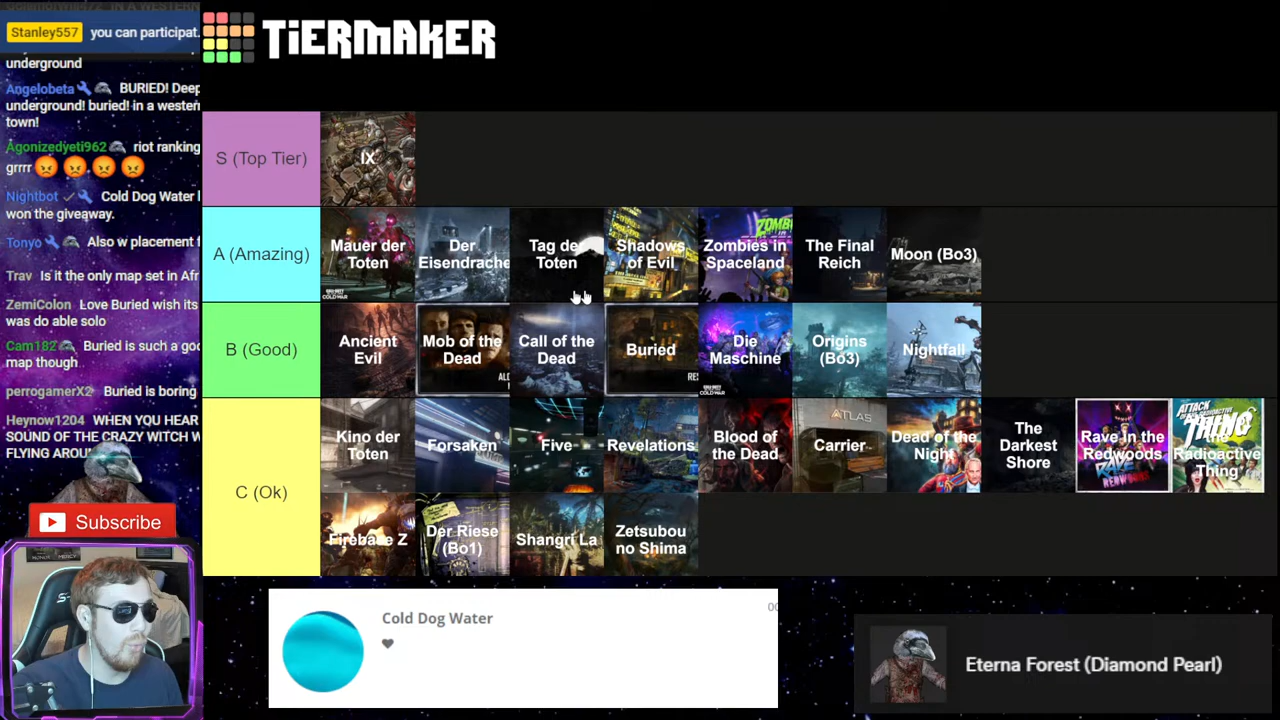 Stanley557 you can participat.
underground
Angelobeta BURIED! Deep
underground! buried! in a western
town!
Agonizedyeti962 riot ranking
grrrr
Nightbot Cold Dog Water
won the giveaway.
Tonyo Also w placement f
Trav Is it the only map set in Afr
ZemiColon Love Buried wish its
was do able solo
Cam182 Buried is such a goo
map though
perrogamerX2 Buried is boring
Heynow1204 WHEN YOU HEAR
SOUND OF THE CRAZY WITCH W
FLYING AROU
Subscribe
TiERMAKER
S (Top Tier)
IX
A (Amazing)
Mauer der
Toten
Der
Eisendrache
Tag der
Toten
Shadows
of Evil
Zombies in
Spaceland
The Final
Reich
Moon (Bo3)
B (Good)
Ancient
Evil
Mob of the
Dead
Call of the
Dead
Buried
Die
Maschine
Origins
(Bo3)
Nightfall
C (Ok)
Kino der
Toten
Forsaken
Five
Revelations
Blood of
the Dead
ATLAS
Carrier
Dead of the
Night
The
Darkest
Shore
Rave in the
Redwoods
RAVE
REDWOODS
ATTACK
THING
Radioactive
Thing
Firebase Z
Der Riese
(Bo1)
Shangri La
Zetsubou
no Shima
Cold Dog Water
Eterna Forest (Diamond Pearl)